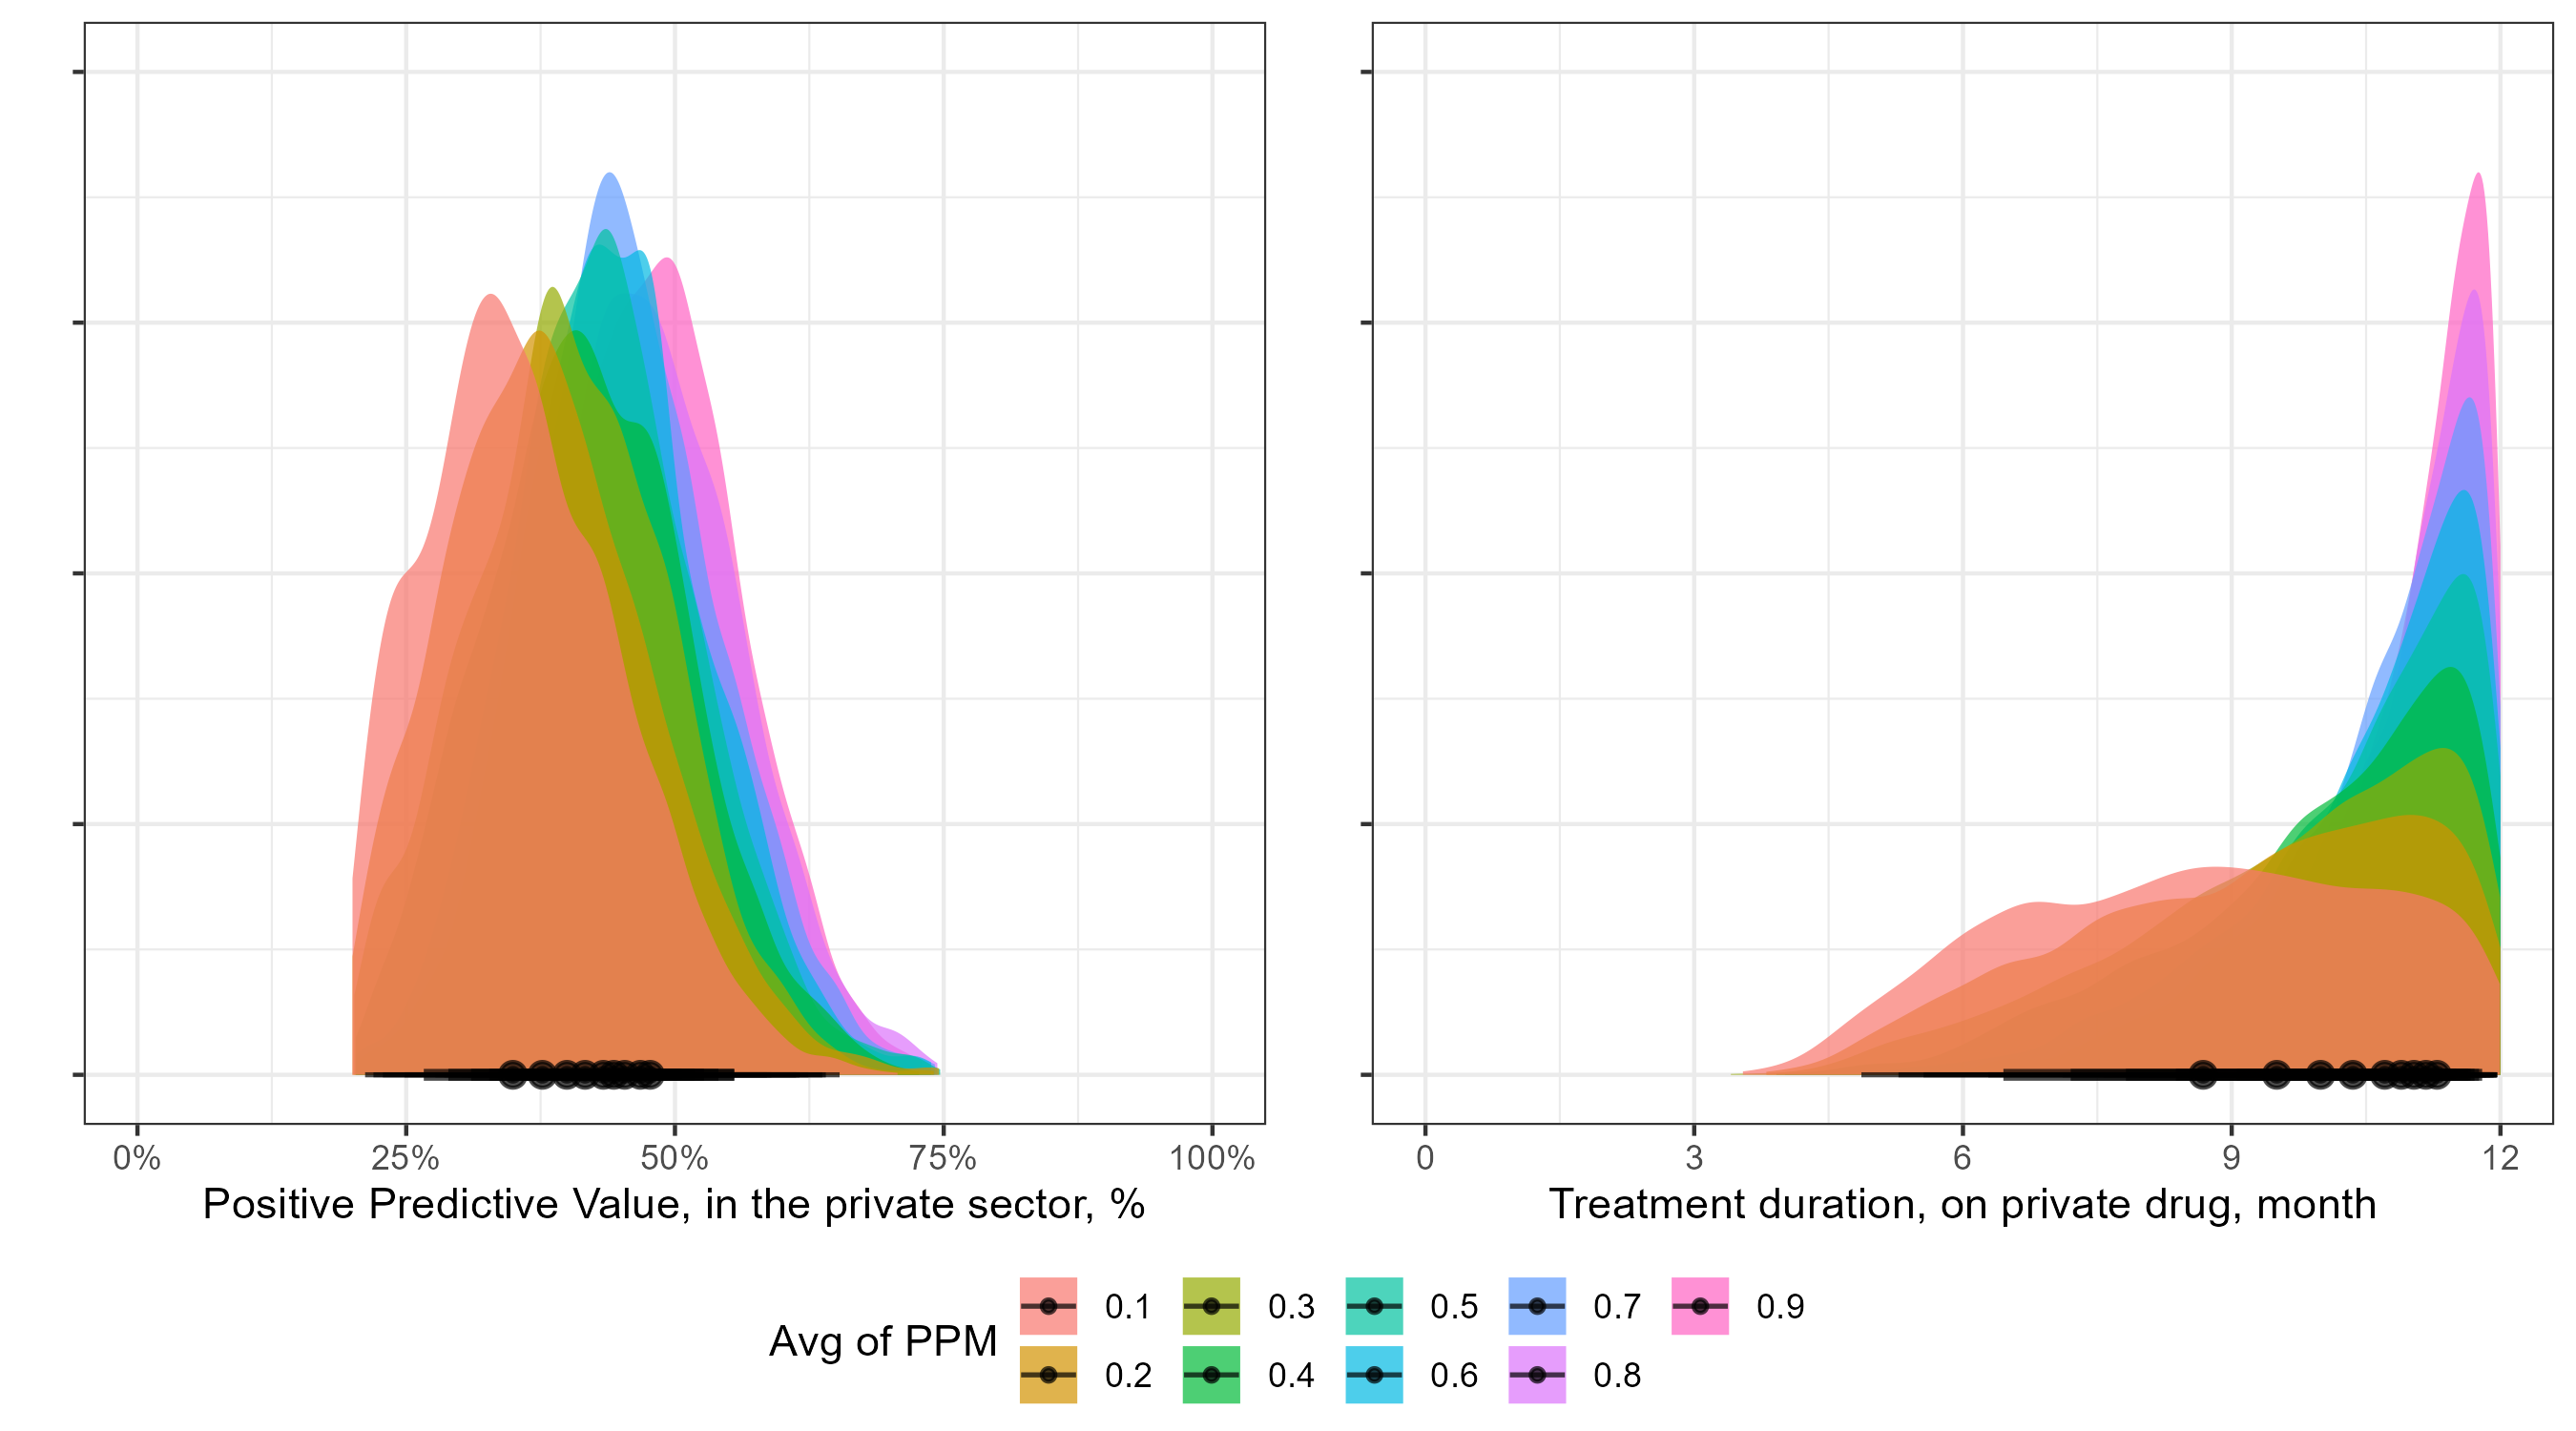 0% 25% 50% 75% 100%
Positive Predictive Value, in the private sector, %
0 3 6 9 12
Treatment duration, on private drug, month
Avg of PPM
0.1 0.3 0.5 0.7 0.9
0.2 0.4 0.6 0.8